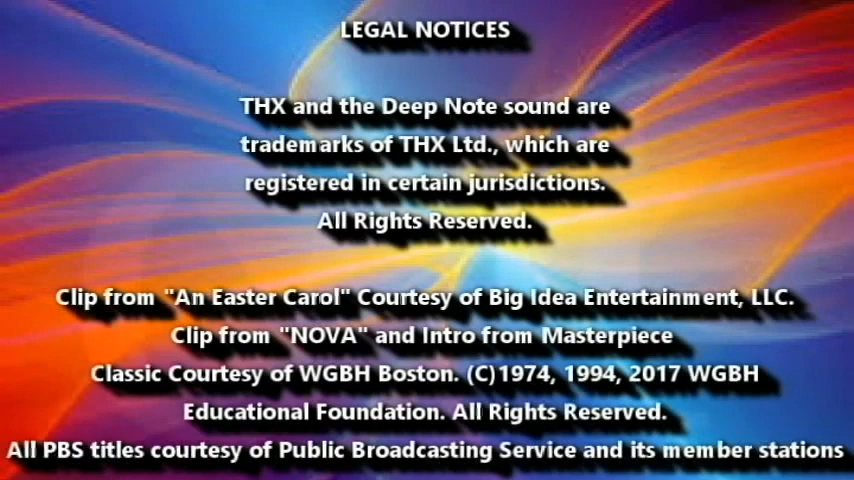 LEGAL NOTICES
THX and the Deep Note sound are
trademarks of THX Ltd., which are
registered in certain jurisdictions.
All Rights Reserved.
Clip from "An Easter Carol" Courtesy of Big Idea Entertainment, LLC.
Clip from "NOVA" and Intro from Masterpiece
Classic Courtesy of WGBH Boston. (C)1974, 1994, 2017 WGBH
Educational Foundation. All Rights Reserved.
All PBS titles courtesy of Public Broadcasting Service and its member stations